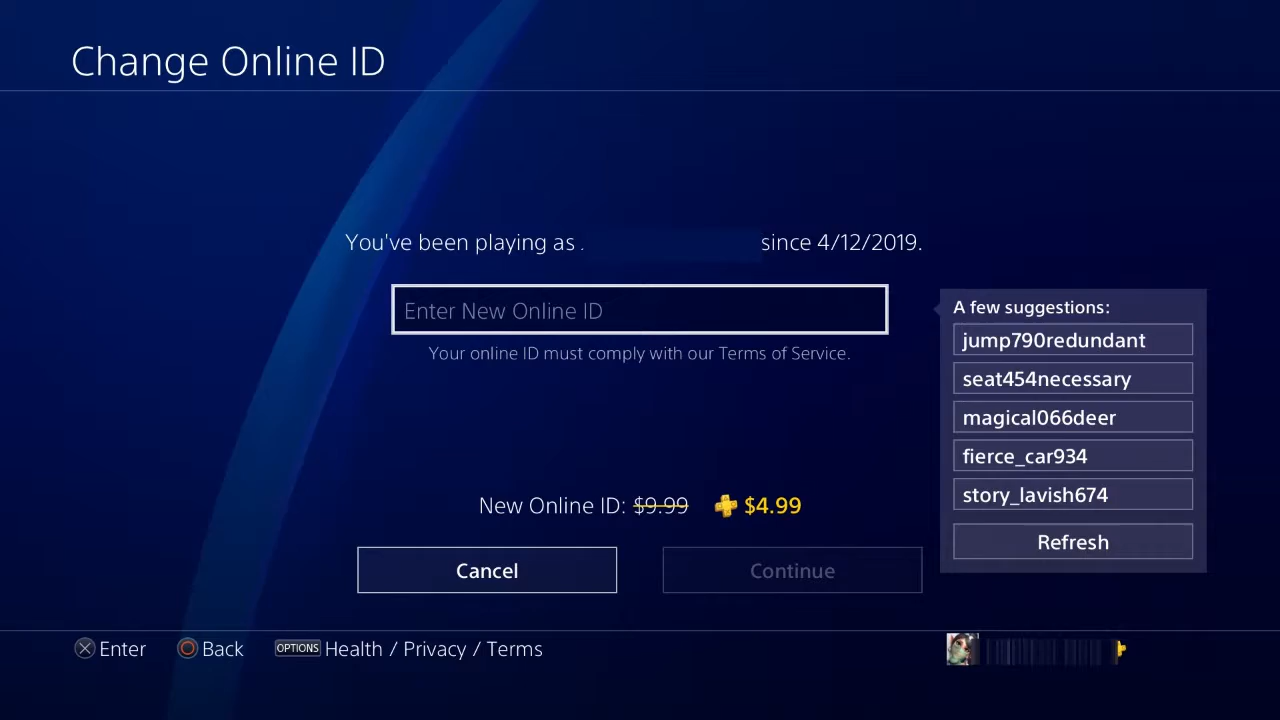 Change Online ID
You've been playing as . since 4/12/2019.
Enter New Online ID
Your online ID must comply with our Terms of Service.
A few suggestions:
jump790redundant
seat454necessary
magical066deer
fierce_car934
story_lavish674
Refresh
New Online ID: $9.99 $4.99
Cancel
Continue
Enter
Back
OPTIONS Health / Privacy / Terms